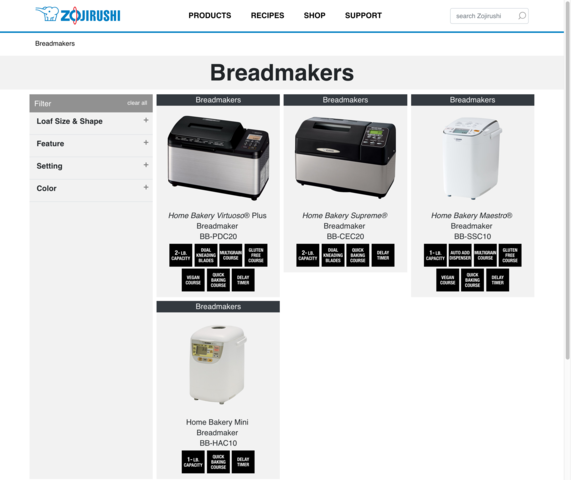 ZOJIRUSHI
PRODUCTS RECIPES SHOP SUPPORT
search Zojirushi
Breadmakers
Breadmakers
Filter clear all
Loaf Size & Shape +
Feature +
Setting +
Color +
Breadmakers
Home Bakery Virtuoso® Plus
Breadmaker
BB-PDC20
2- LB. CAPACITY
DUAL KNEADING BLADES
MULTIGRAIN COURSE
GLUTEN FREE COURSE
VEGAN COURSE
QUICK BAKING COURSE
DELAY TIMER
Breadmakers
Home Bakery Supreme®
Breadmaker
BB-CEC20
2- LB. CAPACITY
DUAL KNEADING BLADES
QUICK BAKING COURSE
DELAY TIMER
Breadmakers
Home Bakery Maestro®
Breadmaker
BB-SSC10
1- LB. CAPACITY
AUTO ADD DISPENSER
MULTIGRAIN COURSE
GLUTEN FREE COURSE
VEGAN COURSE
QUICK BAKING COURSE
DELAY TIMER
Breadmakers
Home Bakery Mini
Breadmaker
BB-HAC10
1- LB. CAPACITY
QUICK BAKING COURSE
DELAY TIMER